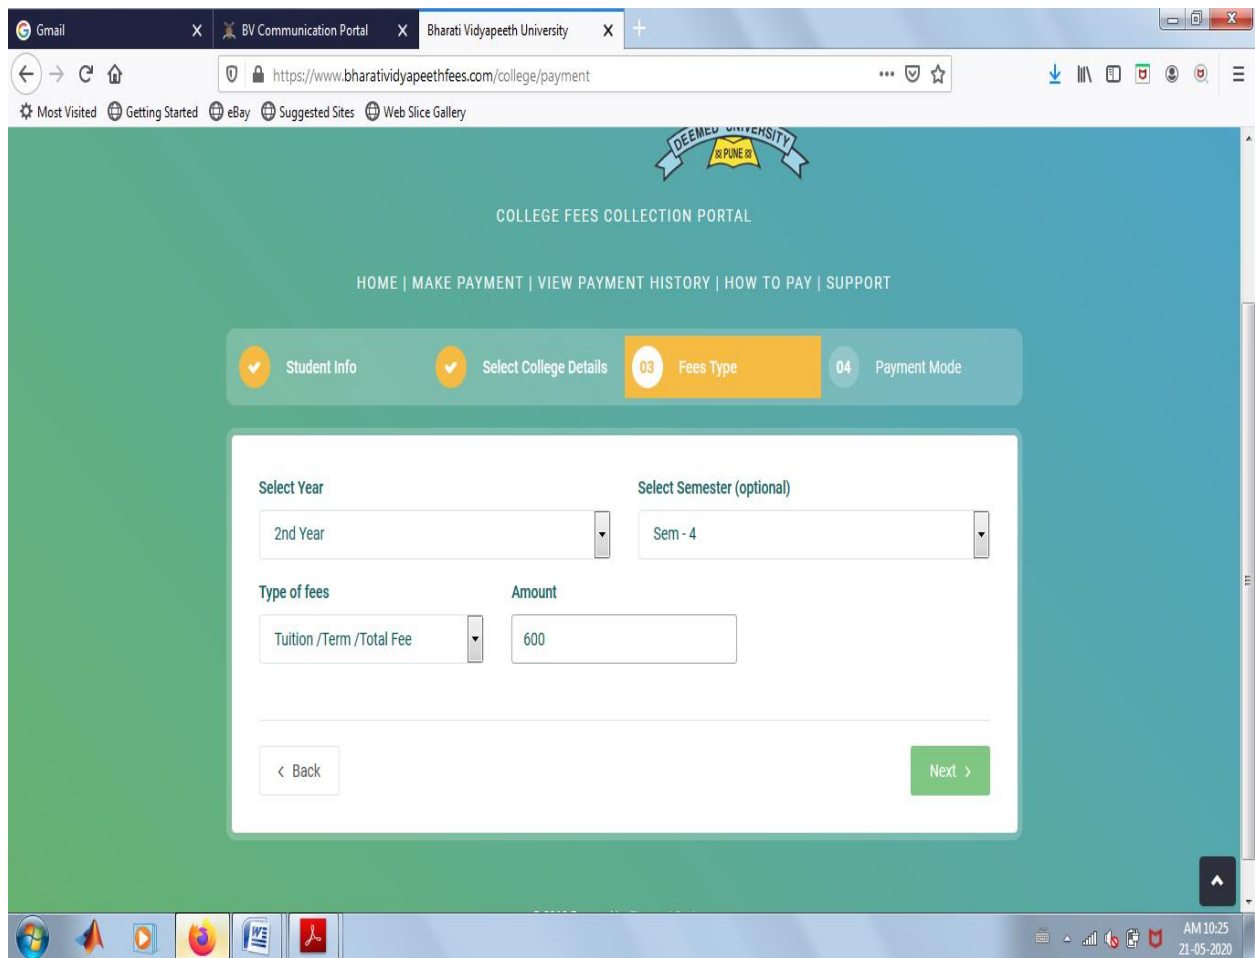 Gmail
BV Communication Portal
Bharati Vidyapeeth University
https://www.bharatividyapeethfees.com/college/payment
Most Visited Getting Started eBay Suggested Sites Web Slice Gallery
DEEMED UNIVERSITY
PUNE
COLLEGE FEES COLLECTION PORTAL
HOME | MAKE PAYMENT | VIEW PAYMENT HISTORY | HOW TO PAY | SUPPORT
Student Info
Select College Details
03 Fees Type
04 Payment Mode
Select Year
Select Semester (optional)
2nd Year
Sem - 4
Type of fees
Amount
Tuition /Term /Total Fee
600
< Back
Next >
AM 10:25
21-05-2020